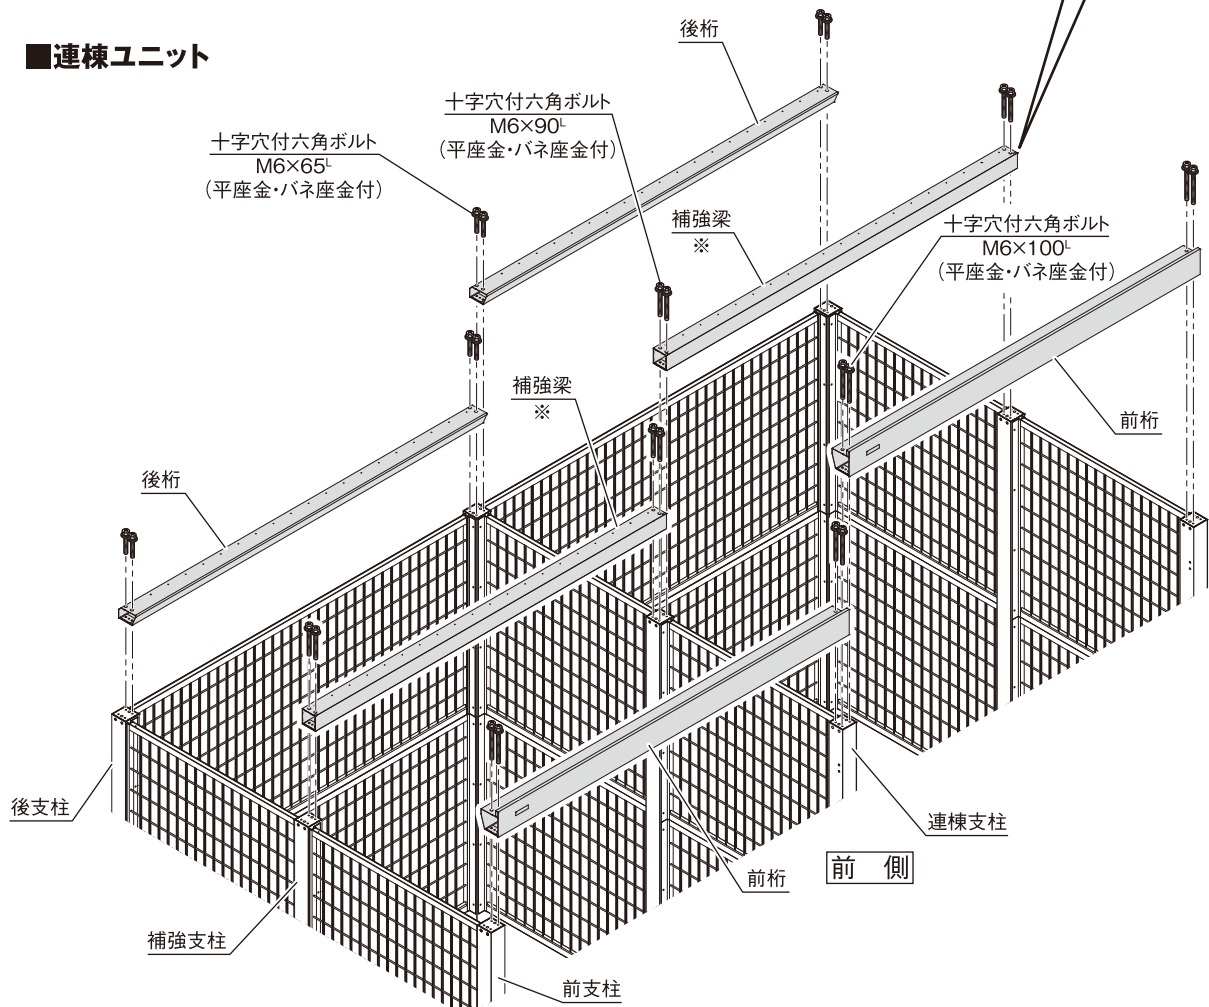 ■連棟ユニット
後桁
十字穴付六角ボルト
M6×90L
(平座金・バネ座金付)
十字穴付六角ボルト
M6×65L
(平座金・バネ座金付)
補強梁
※
十字穴付六角ボルト
M6×100L
(平座金・バネ座金付)
補強梁
※
前桁
後桁
後支柱
連棟支柱
前側
前桁
補強支柱
前支柱